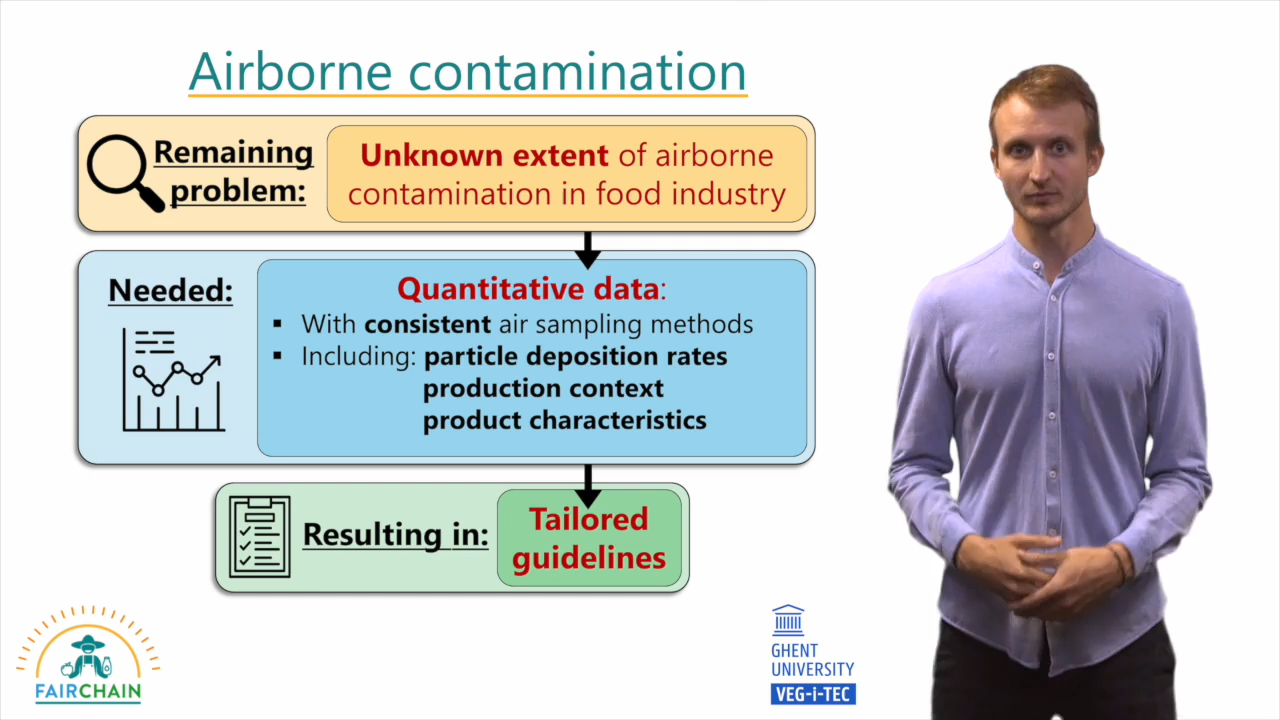 Airborne contamination
Remaining
problem:
Unknown extent of airborne
contamination in food industry
Needed:
Quantitative data:
▪ With consistent air sampling methods
▪ Including: particle deposition rates
production context
product characteristics
Resulting in:
Tailored
guidelines
FAIRCHAIN
GHENT
UNIVERSITY
VEG-i-TEC